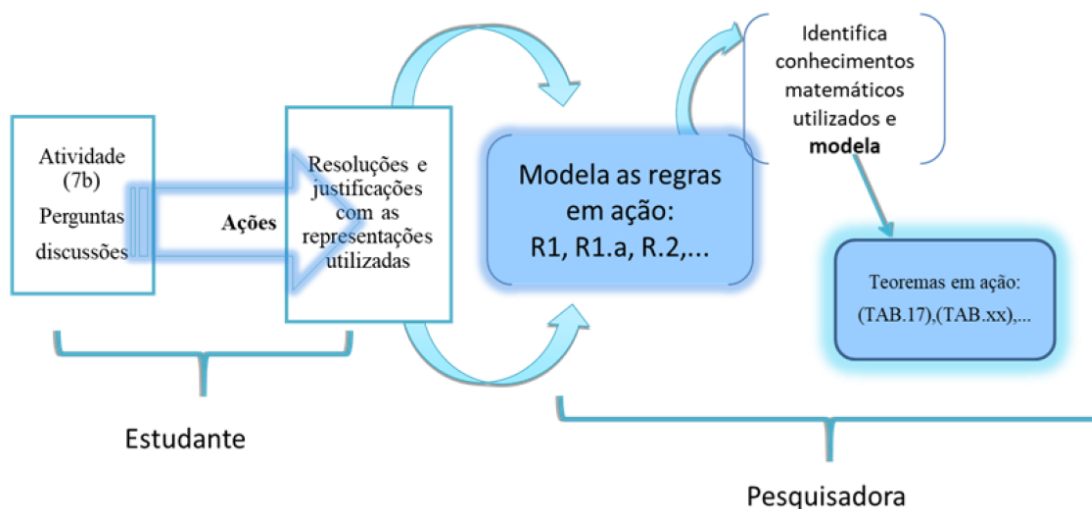 Atividade
(7b)
Perguntas
discussões
Ações
Resoluções e
justificações
com as
representações
utilizadas
Modela as regras
em ação:
R1, R1.a, R.2,...
Identifica
conhecimentos
matemáticos
utilizados e
modela
Teoremas em ação:
(TAB.17),(TAB.xx),...
Estudante
Pesquisadora